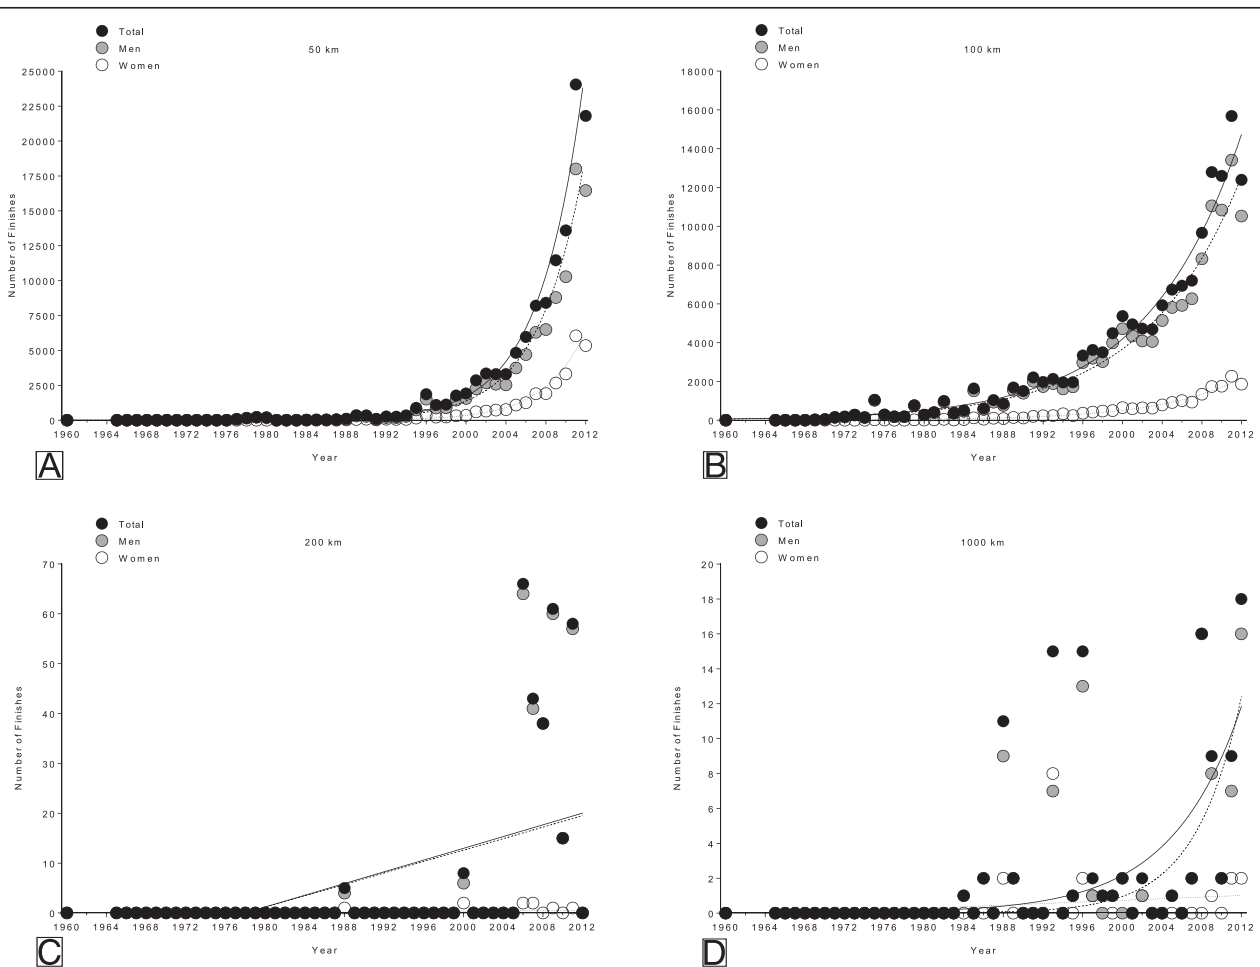 Total
Men
Women
50 km
25000
22500
20000
17500
15000
12500
10000
7500
5000
2500
0
Number of Finishes
1960 1964 1968 1972 1976 1980 1984 1988 1992 1996 2000 2004 2008 2012
Year
A
Total
Men
Women
100 km
18000
16000
14000
12000
10000
8000
6000
4000
2000
0
Number of Finishes
1960 1964 1968 1972 1976 1980 1984 1988 1992 1996 2000 2004 2008 2012
Year
B
Total
Men
Women
200 km
70
60
50
40
30
20
10
0
Number of Finishes
1960 1964 1968 1972 1976 1980 1984 1988 1992 1996 2000 2004 2008 2012
Year
C
Total
Men
Women
1000 km
20
18
16
14
12
10
8
6
4
2
0
Number of Finishes
1960 1964 1968 1972 1976 1980 1984 1988 1992 1996 2000 2004 2008 2012
Year
D